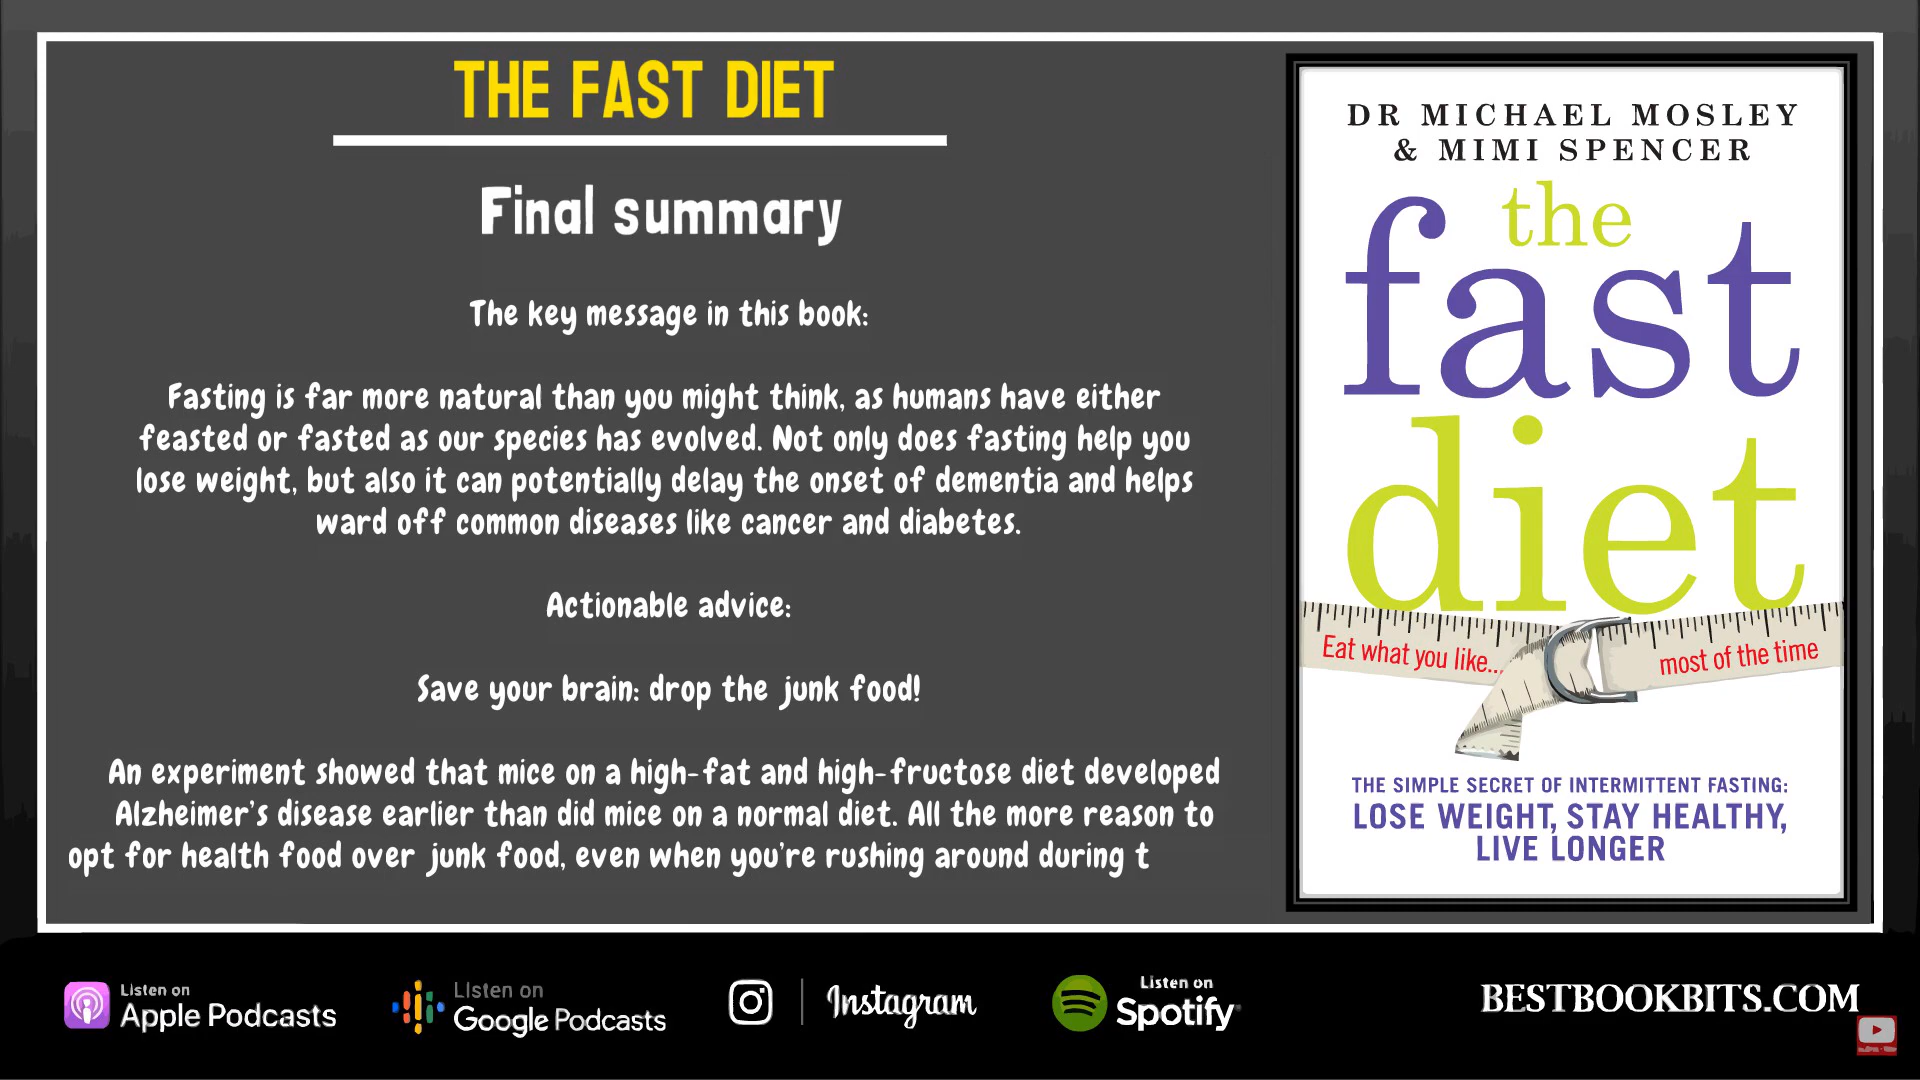 THE FAST DIET
Final summary
The key message in this book:
Fasting is far more natural than you might think, as humans have either
feasted or fasted as our species has evolved. Not only does fasting help you
lose weight, but also it can potentially delay the onset of dementia and helps
ward off common diseases like cancer and diabetes.
Actionable advice:
Save your brain: drop the junk food!
An experiment showed that mice on a high-fat and high-fructose diet developed
Alzheimer's disease earlier than did mice on a normal diet. All the more reason to
opt for health food over junk food, even when you're rushing around during t
DR MICHAEL MOSLEY
& MIMI SPENCER
the
fast
diet
Eat what you like...
most of the time
THE SIMPLE SECRET OF INTERMITTENT FASTING:
LOSE WEIGHT, STAY HEALTHY,
LIVE LONGER
Listen on
Apple Podcasts
Listen on
Google Podcasts
Instagram
Listen on
Spotify
BESTBOOKBITS.COM